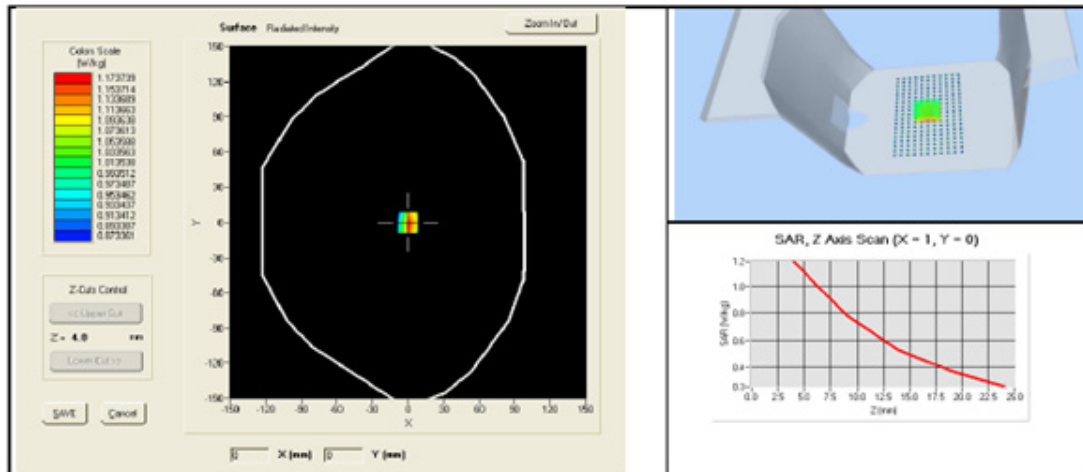 Surface Radiated Intensity
Zoom In/Out
Colors Scale
(W/kg)
1.173739
1.153714
1.133689
1.113663
1.093638
1.073613
1.053588
1.033563
1.013538
0.993512
0.973487
0.953462
0.933437
0.913412
0.893387
0.873361
Z-Cuts Control
<< Upper Cut
Z = 4.0 mm
Lower Cut >>
SAVE
Cancel
150
120
90
60
30
0
-30
-60
-90
-120
-150
Y
-150 -120 -90 -60 -30 0 30 60 90 120 150
X
0 X (mm) 0 Y (mm)
SAR, Z Axis Scan (X = 1, Y = 0)
SAR (W/kg)
1.2
1.0
0.8
0.6
0.4
0.3
0.0 2.5 5.0 7.5 10.0 12.5 15.0 17.5 20.0 22.5 25.0
Z (mm)